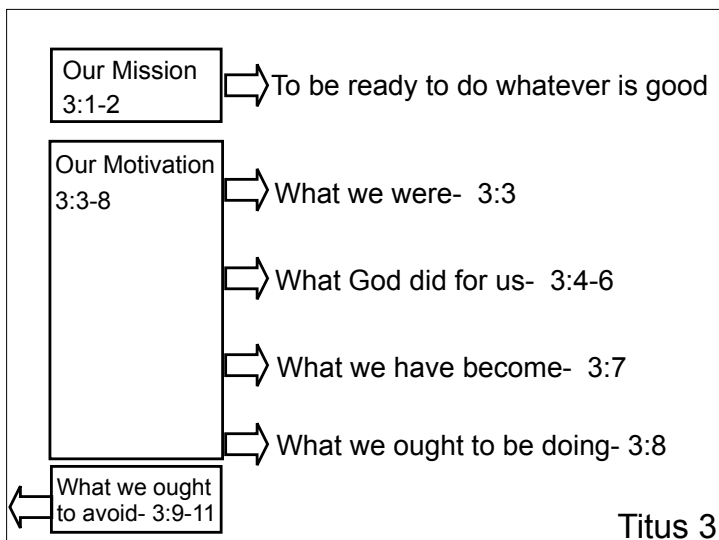 Our Mission
3:1-2
To be ready to do whatever is good
Our Motivation
3:3-8
What we were-  3:3
What God did for us-  3:4-6
What we have become-  3:7
What we ought to be doing- 3:8
What we ought
to avoid- 3:9-11
Titus 3